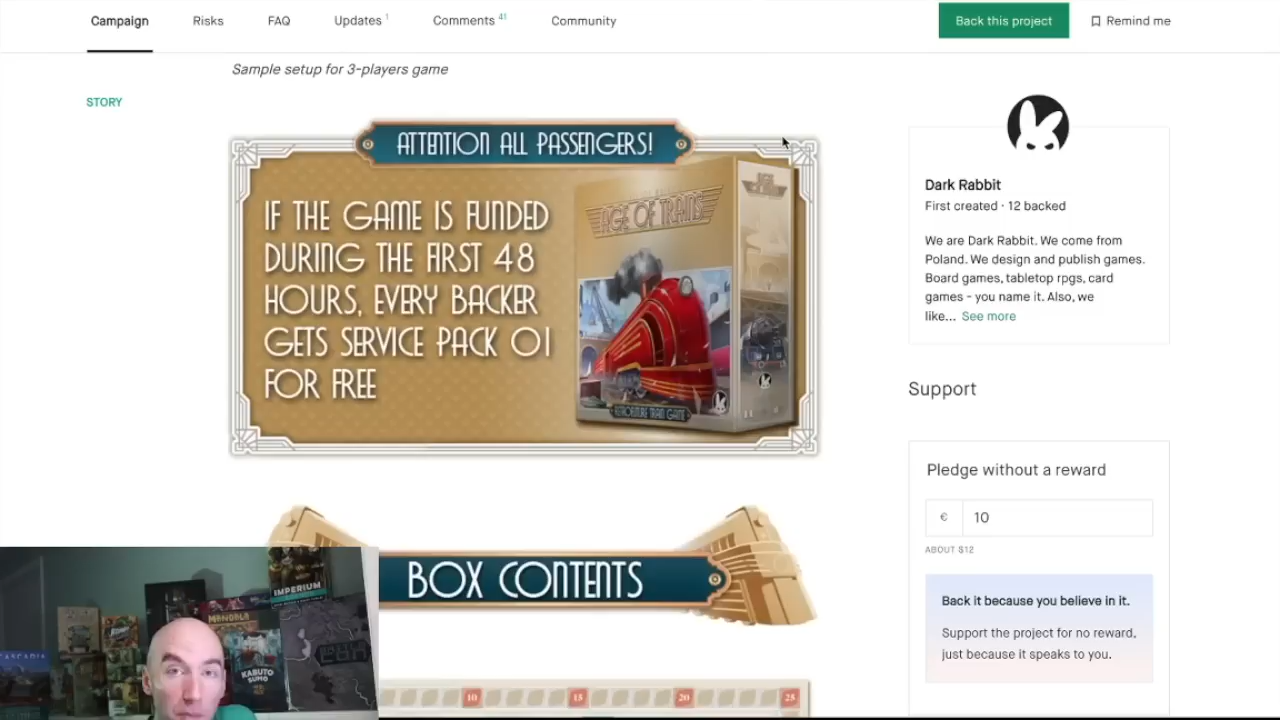 Campaign
Risks
FAQ
Updates 1
Comments 41
Community
Back this project
Remind me
Sample setup for 3-players game
STORY
ATTENTION ALL PASSENGERS!
IF THE GAME IS FUNDED
DURING THE FIRST 48
HOURS, EVERY BACKER
GETS SERVICE PACK 01
FOR FREE
AGE OF TRAINS
RETROFUTURE TRAIN GAME
Dark Rabbit
First created · 12 backed
We are Dark Rabbit. We come from
Poland. We design and publish games.
Board games, tabletop rpgs, card
games - you name it. Also, we
like... See more
Support
Pledge without a reward
€ 10
ABOUT $12
Back it because you believe in it.
Support the project for no reward,
just because it speaks to you.
BOX CONTENTS
10 15 20 25
IMPERIUM
MANDALA
KABUTO
SUMO
CASCADIA